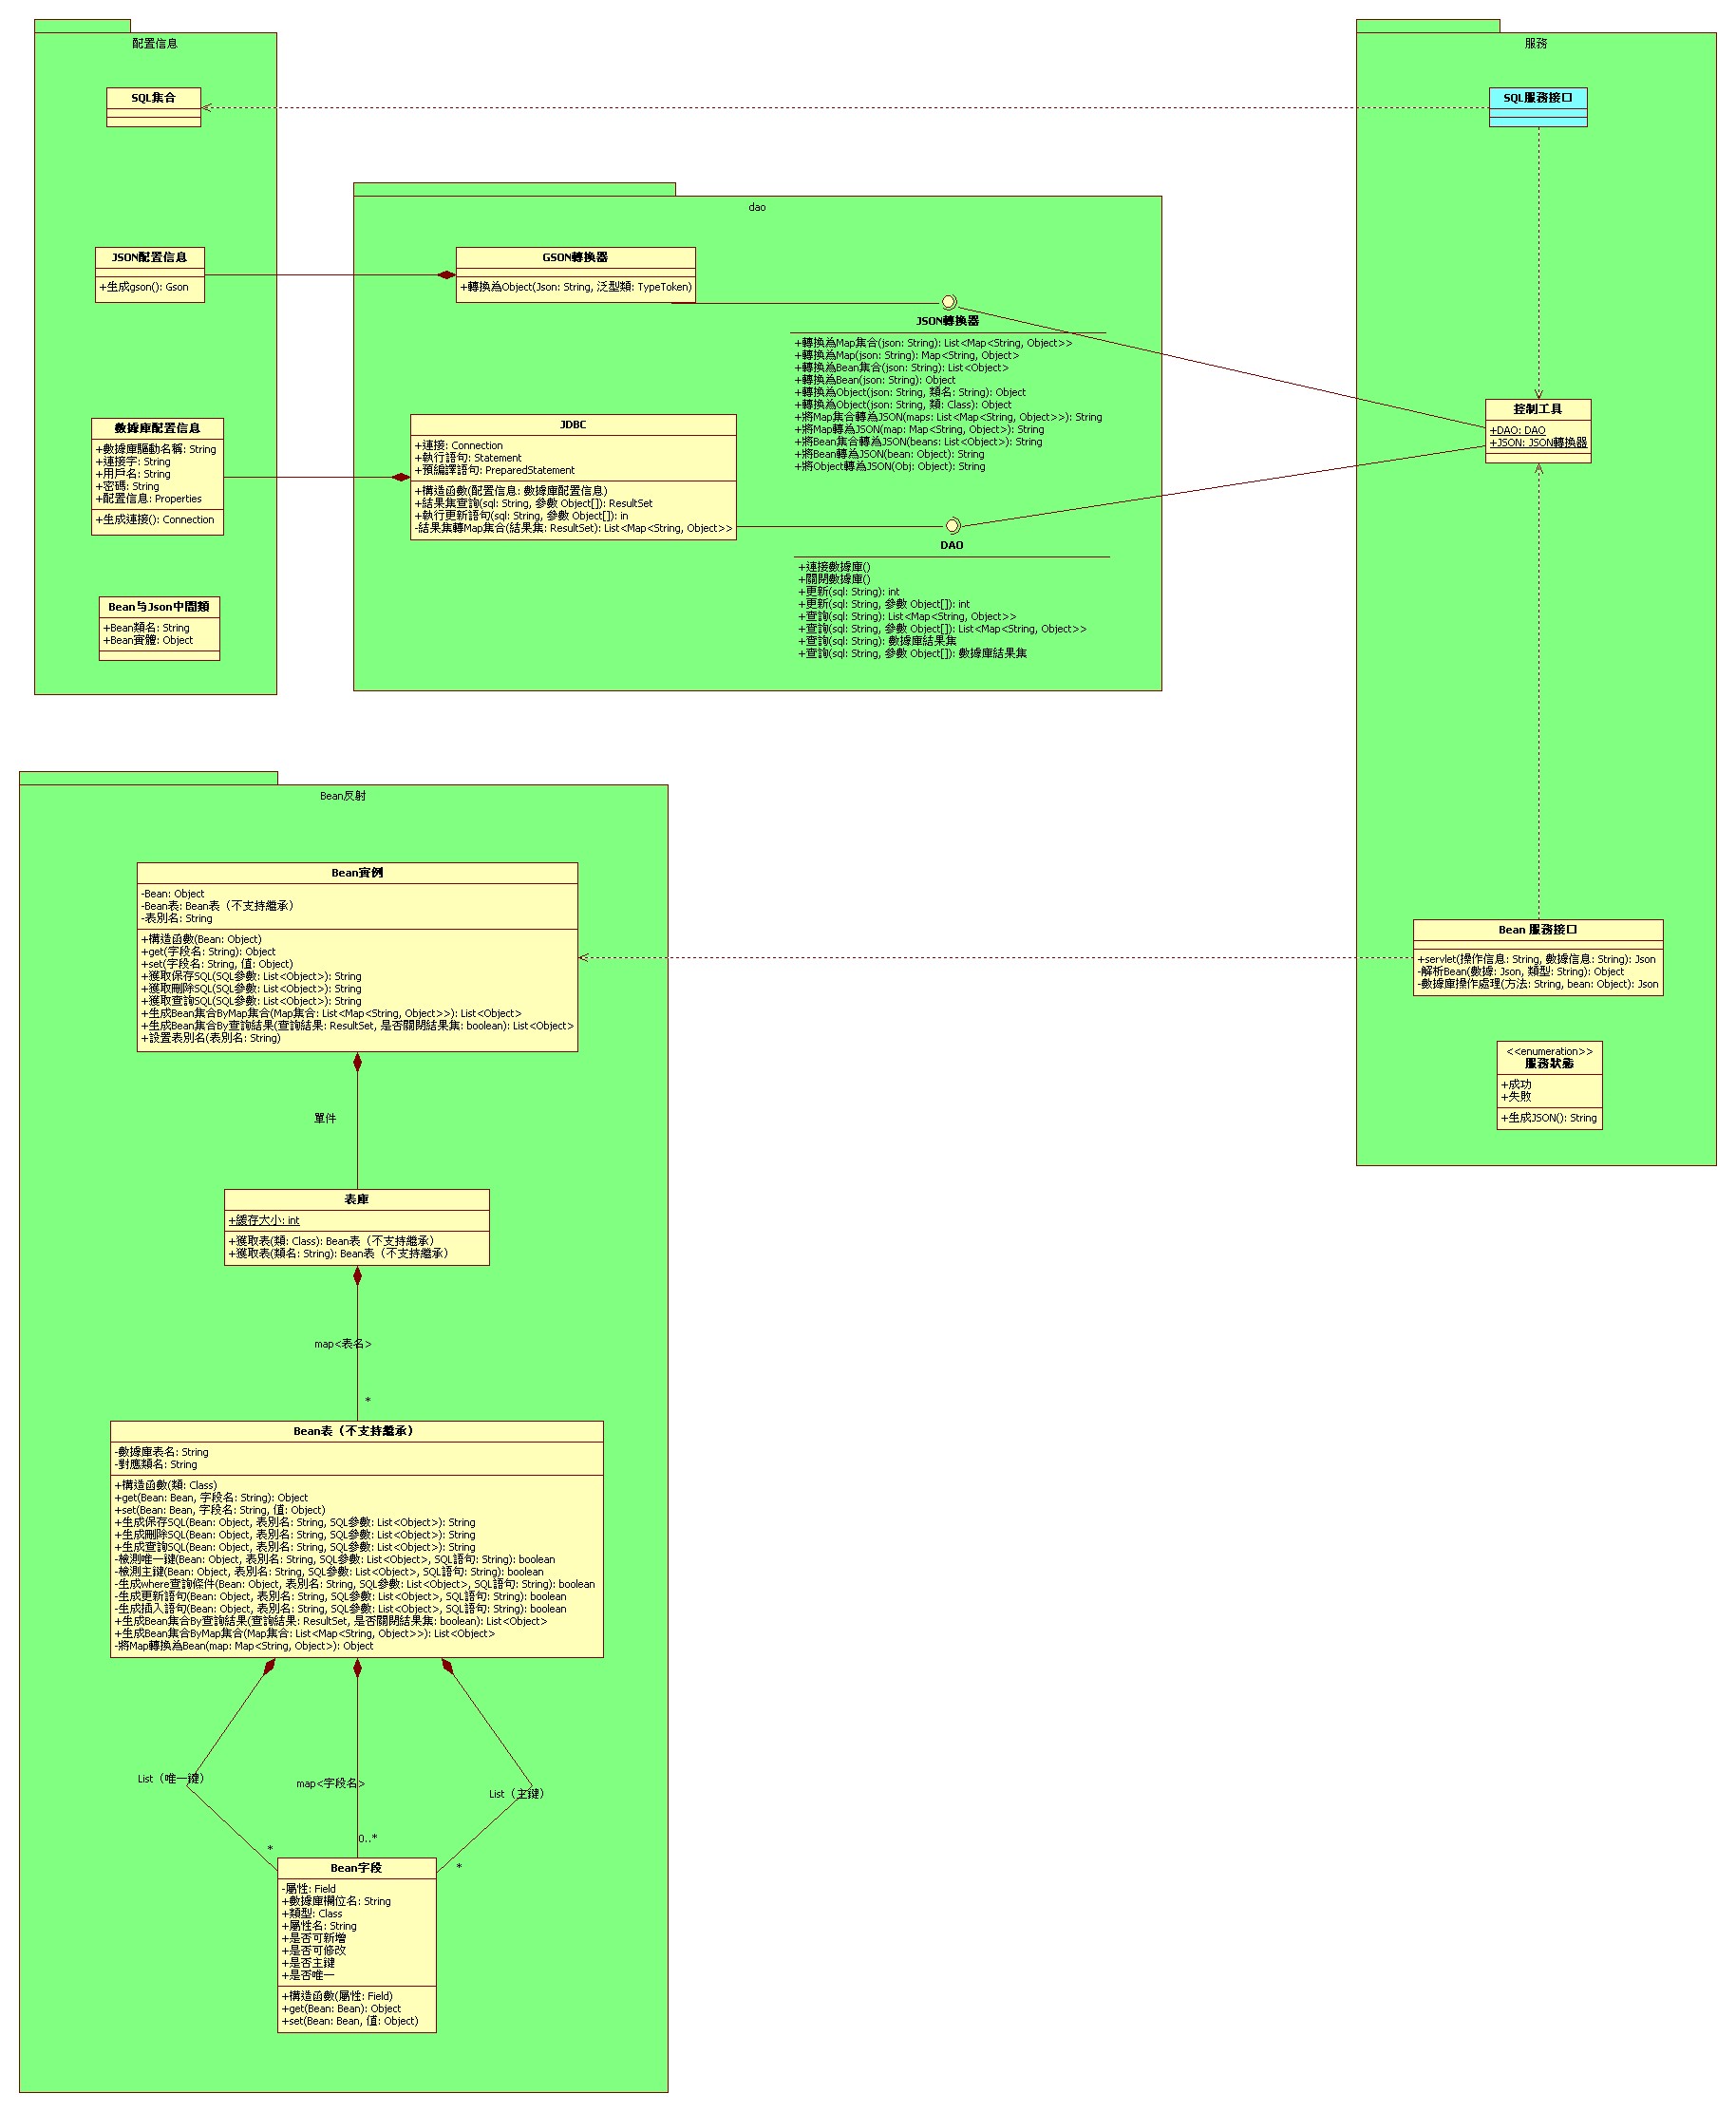 配置信息
SQL集合
JSON配置信息
+生成gson(): Gson
數據庫配置信息
+數據庫驅動名稱: String
+連接字: String
+用戶名: String
+密碼: String
+配置信息: Properties
+生成連接(): Connection
Bean与Json中間類
+Bean類名: String
+Bean實體: Object
dao
GSON轉換器
+轉換為Object(Json: String, 泛型類: TypeToken)
JSON轉換器
+轉換為Map集合(json: String): List<Map<String, Object>>
+轉換為Map(json: String): Map<String, Object>
+轉換為Bean集合(json: String): List<Object>
+轉換為Bean(json: String): Object
+轉換為Object(json: String, 類名: String): Object
+轉換為Object(json: String, 類: Class): Object
+將Map集合轉為JSON(maps: List<Map<String, Object>>): String
+將Map轉為JSON(map: Map<String, Object>): String
+將Bean集合轉為JSON(beans: List<Object>): String
+將Bean轉為JSON(bean: Object): String
+將Object轉為JSON(Obj: Object): String
JDBC
+連接: Connection
+執行語句: Statement
+預編譯語句: PreparedStatement
+構造函數(配置信息: 數據庫配置信息)
+結果集查詢(sql: String, 參數 Object[]): ResultSet
+執行更新語句(sql: String, 參數 Object[]): in
-結果集轉Map集合(結果集: ResultSet): List<Map<String, Object>>
DAO
+連接數據庫()
+關閉數據庫()
+更新(sql: String): int
+更新(sql: String, 參數 Object[]): int
+查詢(sql: String): List<Map<String, Object>>
+查詢(sql: String, 參數 Object[]): List<Map<String, Object>>
+查詢(sql: String): 數據庫結果集
+查詢(sql: String, 參數 Object[]): 數據庫結果集
服務
SQL服務接口
控制工具
+DAO: DAO
+JSON: JSON轉換器
Bean 服務接口
+servlet(操作信息: String, 數據信息: String): Json
-解析Bean(數據: Json, 類型: String): Object
-數據庫操作處理(方法: String, bean: Object): Json
<<enumeration>>
服務狀態
+成功
+失敗
+生成JSON(): String
Bean反射
Bean實例
-Bean: Object
-Bean表: Bean表（不支持繼承）
-表別名: String
+構造函數(Bean: Object)
+get(字段名: String): Object
+set(字段名: String, 值: Object)
+獲取保存SQL(SQL參數: List<Object>): String
+獲取刪除SQL(SQL參數: List<Object>): String
+獲取查詢SQL(SQL參數: List<Object>): String
+生成Bean集合ByMap集合(Map集合: List<Map<String, Object>>): List<Object>
+生成Bean集合By查詢結果(查詢結果: ResultSet, 是否關閉結果集: boolean): List<Object>
+設置表別名(表別名: String)
單件
表庫
+緩存大小: int
+獲取表(類: Class): Bean表（不支持繼承）
+獲取表(類名: String): Bean表（不支持繼承）
map<表名>
*
Bean表（不支持繼承）
-數據庫表名: String
-對應類名: String
+構造函數(類: Class)
+get(Bean: Bean, 字段名: String): Object
+set(Bean: Bean, 字段名: String, 值: Object)
+生成保存SQL(Bean: Object, 表別名: String, SQL參數: List<Object>): String
+生成刪除SQL(Bean: Object, 表別名: String, SQL參數: List<Object>): String
+生成查詢SQL(Bean: Object, 表別名: String, SQL參數: List<Object>): String
-檢測唯一鍵(Bean: Object, 表別名: String, SQL參數: List<Object>, SQL語句: String): boolean
-檢測主鍵(Bean: Object, 表別名: String, SQL參數: List<Object>, SQL語句: String): boolean
-生成where查詢條件(Bean: Object, 表別名: String, SQL參數: List<Object>, SQL語句: String): boolean
-生成更新語句(Bean: Object, 表別名: String, SQL參數: List<Object>, SQL語句: String): boolean
-生成插入語句(Bean: Object, 表別名: String, SQL參數: List<Object>, SQL語句: String): boolean
+生成Bean集合By查詢結果(查詢結果: ResultSet, 是否關閉結果集: boolean): List<Object>
+生成Bean集合ByMap集合(Map集合: List<Map<String, Object>>): List<Object>
-將Map轉換為Bean(map: Map<String, Object>): Object
List（唯一鍵）
map<字段名>
List（主鍵）
*
0..*
*
Bean字段
-屬性: Field
+數據庫欄位名: String
+類型: Class
+屬性名: String
+是否可新增
+是否可修改
+是否主鍵
+是否唯一
+構造函數(屬性: Field)
+get(Bean: Bean): Object
+set(Bean: Bean, 值: Object)